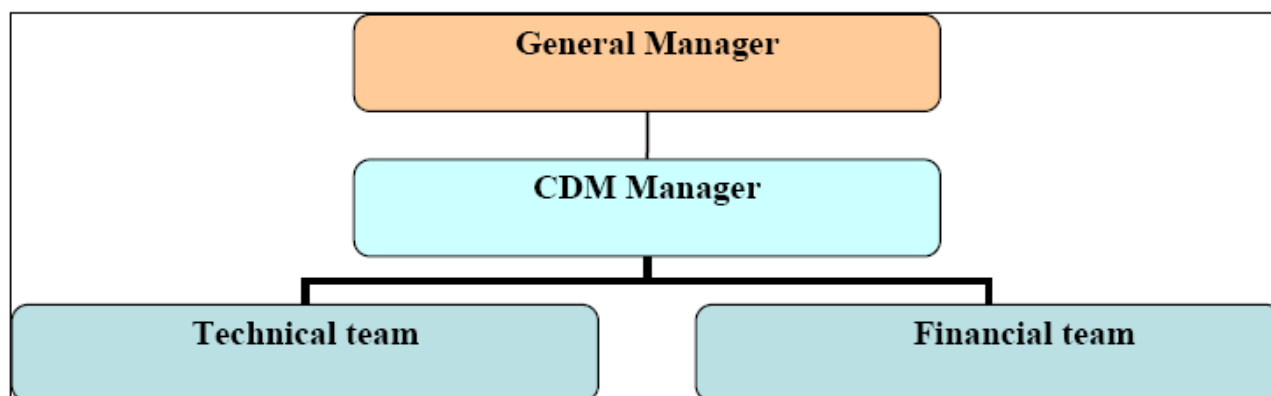 General Manager
CDM Manager
Technical team
Financial team